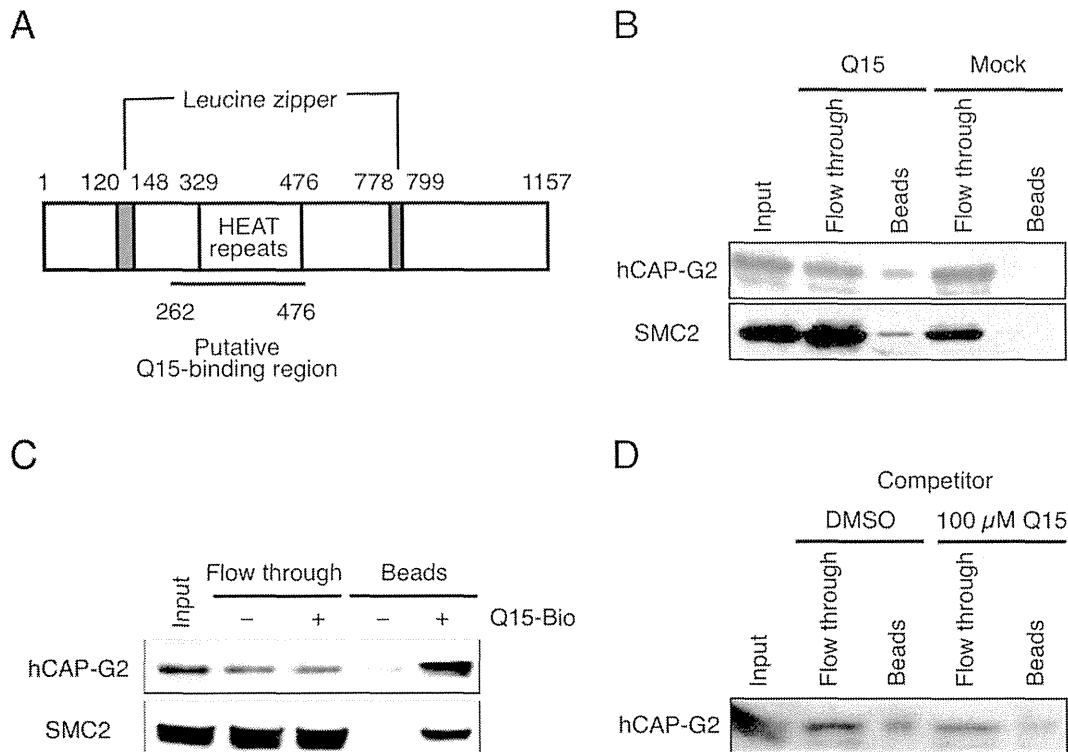 A
Leucine zipper
1 120 148 329 476 778 799 1157
HEAT
repeats
262 476
Putative
Q15-binding region
B
Q15 Mock
Input Flow through Beads Flow through Beads
hCAP-G2
SMC2
C
Input Flow through Beads
− + − + Q15-Bio
hCAP-G2
SMC2
D
Competitor
DMSO 100 µM Q15
Input Flow through Beads Flow through Beads
hCAP-G2